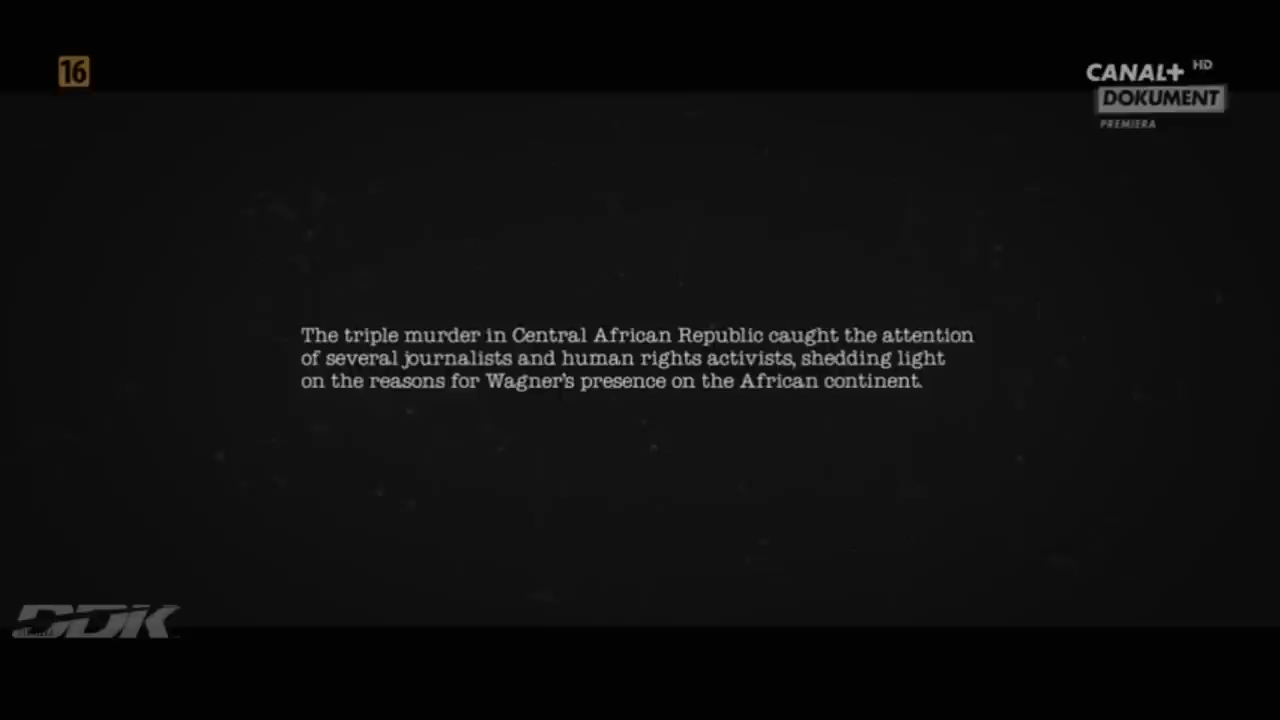 16
CANAL+ HD
DOKUMENT
PREMIERA
The triple murder in Central African Republic caught the attention
of several journalists and human rights activists, shedding light
on the reasons for Wagner's presence on the African continent.
DDK